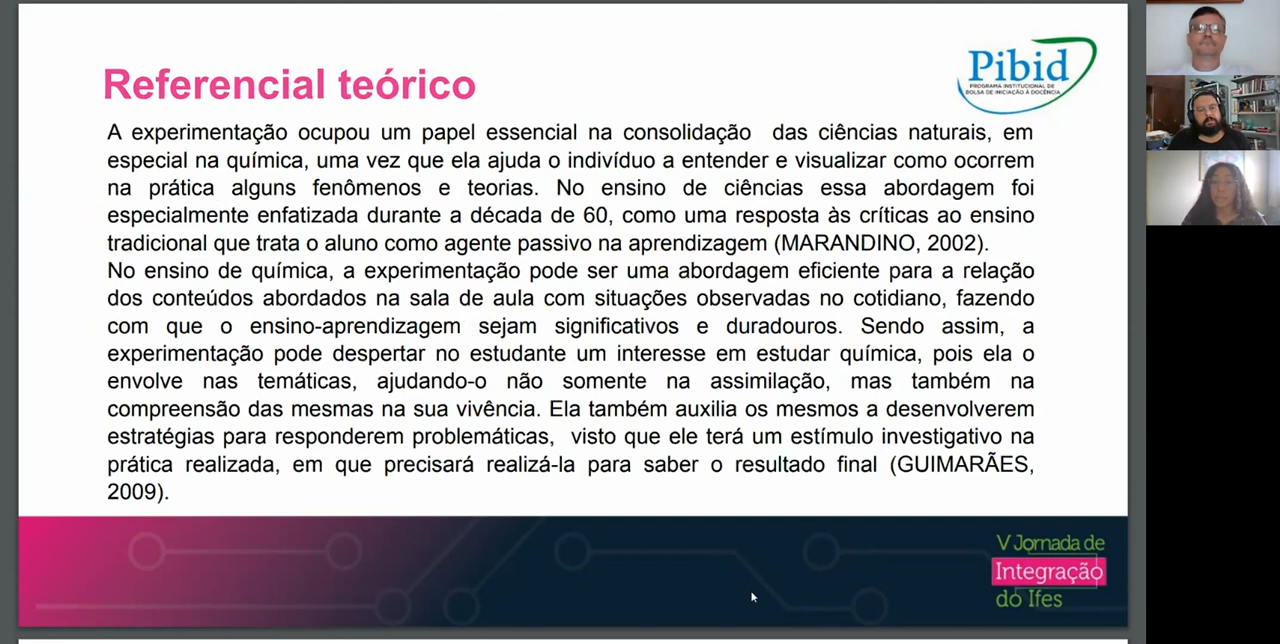 Referencial teórico
Pibid
PROGRAMA INSTITUCIONAL DE
BOLSA DE INICIAÇÃO À DOCÊNCIA
A experimentação ocupou um papel essencial na consolidação das ciências naturais, em
especial na química, uma vez que ela ajuda o indivíduo a entender e visualizar como ocorrem
na prática alguns fenômenos e teorias. No ensino de ciências essa abordagem foi
especialmente enfatizada durante a década de 60, como uma resposta às críticas ao ensino
tradicional que trata o aluno como agente passivo na aprendizagem (MARANDINO, 2002).
No ensino de química, a experimentação pode ser uma abordagem eficiente para a relação
dos conteúdos abordados na sala de aula com situações observadas no cotidiano, fazendo
com que o ensino-aprendizagem sejam significativos e duradouros. Sendo assim, a
experimentação pode despertar no estudante um interesse em estudar química, pois ela o
envolve nas temáticas, ajudando-o não somente na assimilação, mas também na
compreensão das mesmas na sua vivência. Ela também auxilia os mesmos a desenvolverem
estratégias para responderem problemáticas, visto que ele terá um estímulo investigativo na
prática realizada, em que precisará realizá-la para saber o resultado final (GUIMARÃES,
2009).
V Jornada de
Integração
do Ifes